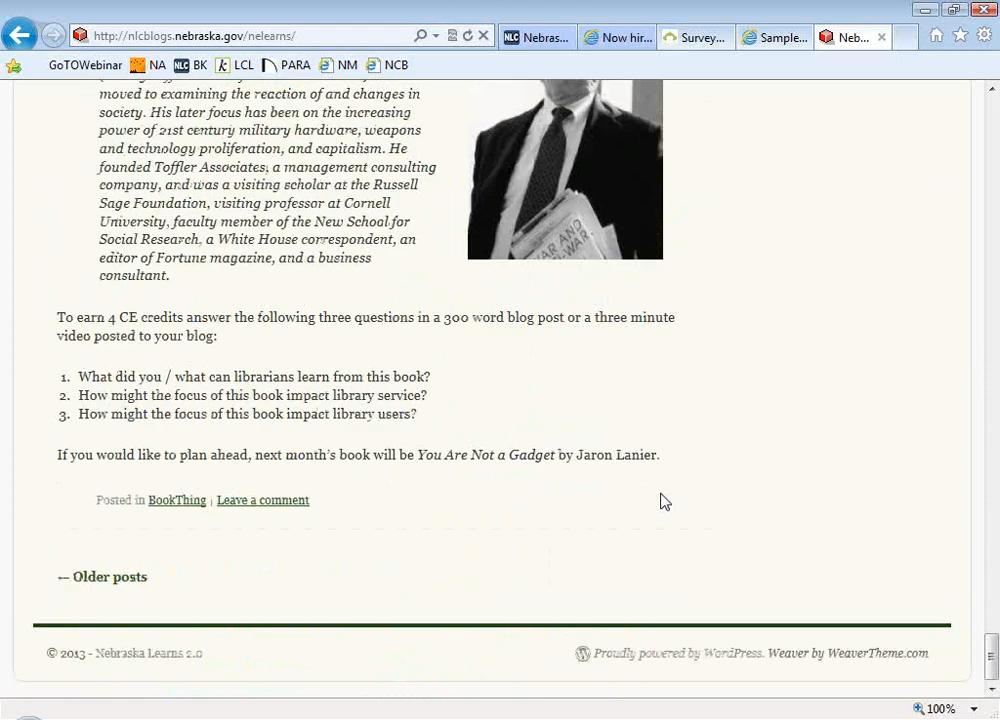 http://nlcblogs.nebraska.gov/nelearns/
NLC Nebras...
Now hir...
Survey...
Sample...
Neb...
GoTOWebinar NA NLC BK k LCL PARA NM NCB
moved to examining the reaction of and changes in
society. His later focus has been on the increasing
power of 21st century military hardware, weapons
and technology proliferation, and capitalism. He
founded Toffler Associates, a management consulting
company, and was a visiting scholar at the Russell
Sage Foundation, visiting professor at Cornell
University, faculty member of the New School for
Social Research, a White House correspondent, an
editor of Fortune magazine, and a business
consultant.
WAR AND
To earn 4 CE credits answer the following three questions in a 300 word blog post or a three minute
video posted to your blog:
1. What did you / what can librarians learn from this book?
2. How might the focus of this book impact library service?
3. How might the focus of this book impact library users?
If you would like to plan ahead, next month's book will be You Are Not a Gadget by Jaron Lanier.
Posted in BookThing | Leave a comment
← Older posts
© 2013 - Nebraska Learns 2.0
Proudly powered by WordPress. Weaver by WeaverTheme.com
100%